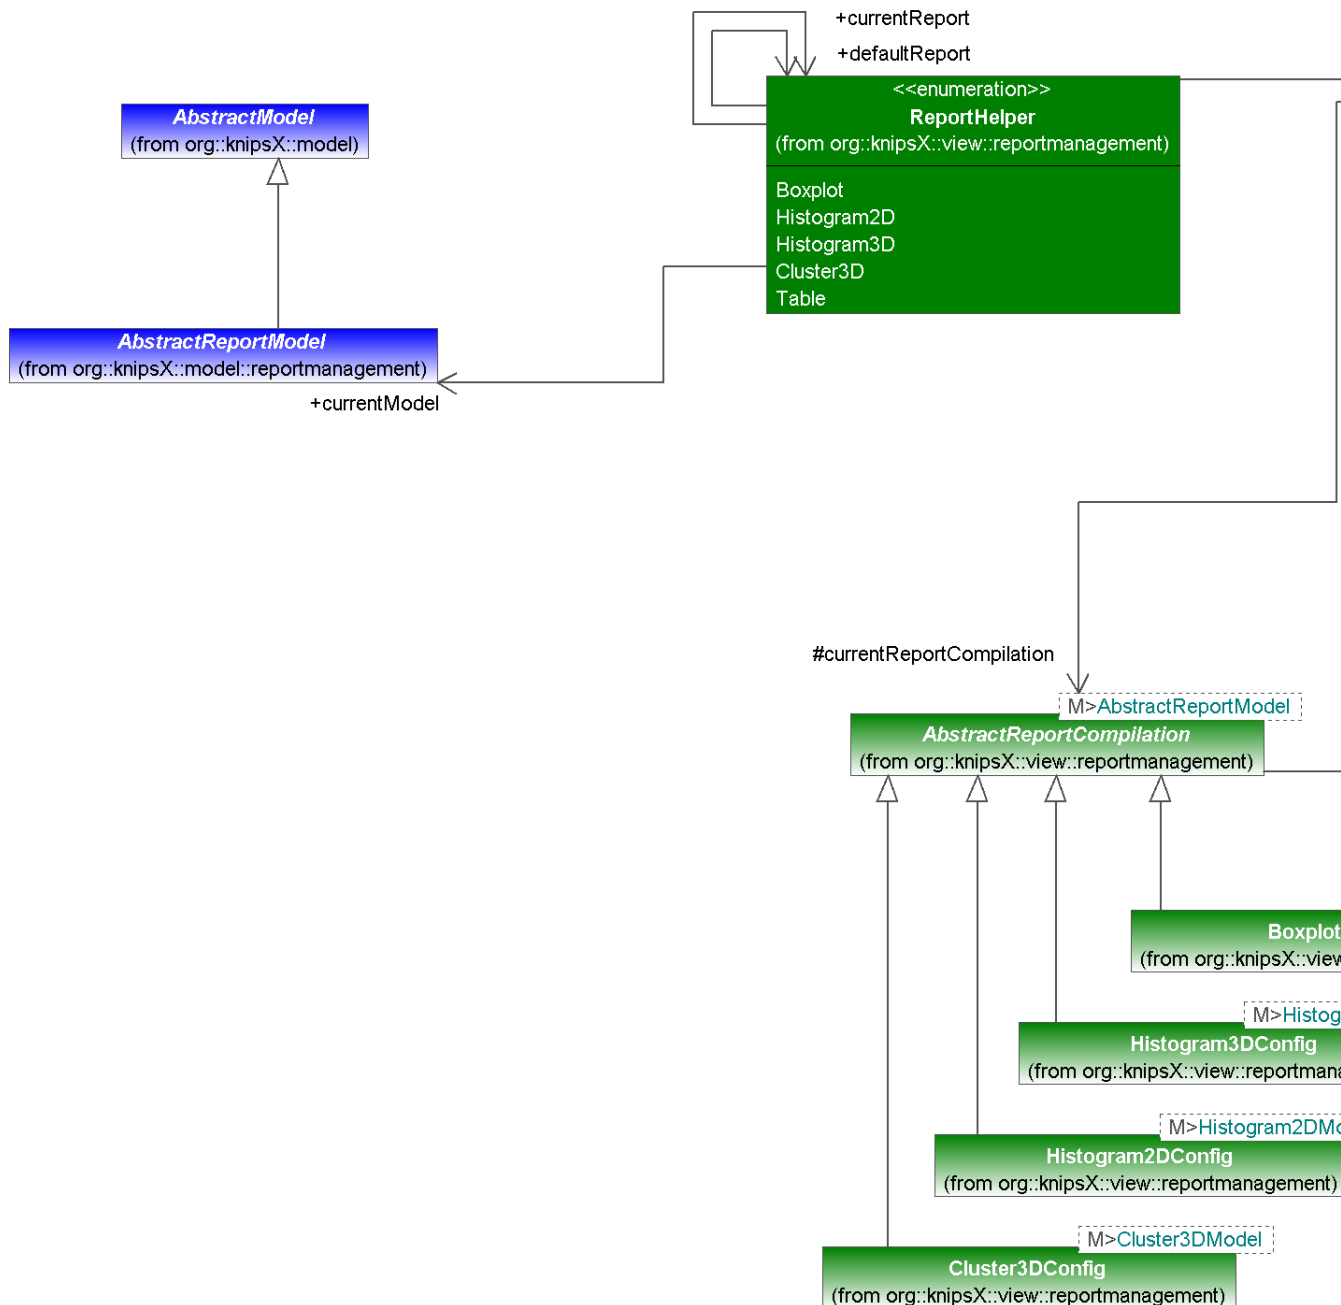 +currentReport
+defaultReport
<<enumeration>>
ReportHelper
(from org::knipsX::view::reportmanagement)
Boxplot
Histogram2D
Histogram3D
Cluster3D
Table
AbstractModel
(from org::knipsX::model)
AbstractReportModel
(from org::knipsX::model::reportmanagement)
+currentModel
#currentReportCompilation
M>AbstractReportModel
AbstractReportCompilation
(from org::knipsX::view::reportmanagement)
Boxplot
(from org::knipsX::view
M>Histog
Histogram3DConfig
(from org::knipsX::view::reportmana
M>Histogram2DMo
Histogram2DConfig
(from org::knipsX::view::reportmanagement)
M>Cluster3DModel
Cluster3DConfig
(from org::knipsX::view::reportmanagement)